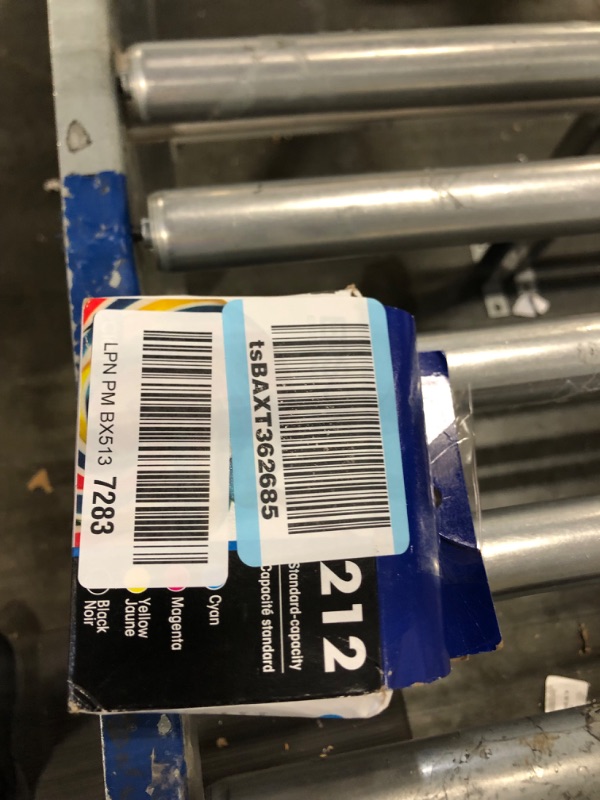 LPN PM BX513 7283
tsBAXT362685
212
Standard-capacity
Capacité standard
Cyan
Magenta
Yellow
Jaune
Black
Noir